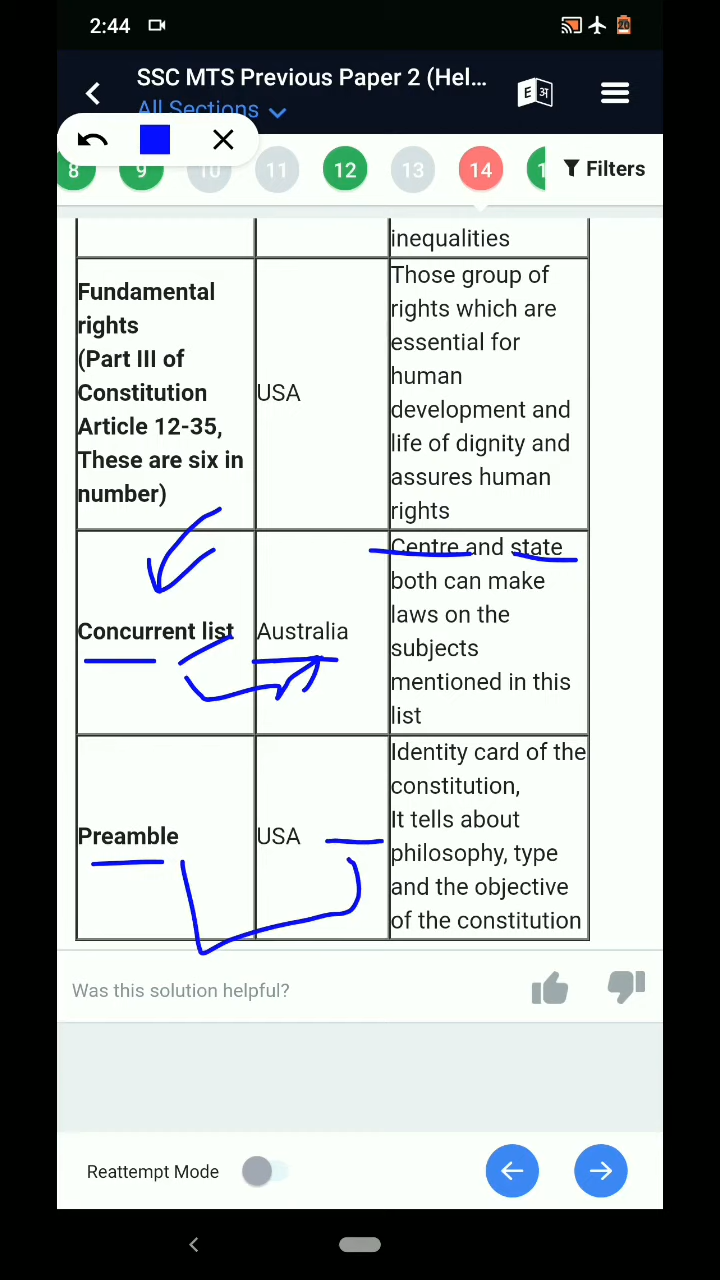 2:44
20
SSC MTS Previous Paper 2 (Hel...
All Sections
E अ
8 9 10 11 12 13 14 1 Filters
inequalities
Fundamental
rights
(Part III of
Constitution
Article 12-35,
These are six in
number)
USA
Those group of
rights which are
essential for
human
development and
life of dignity and
assures human
rights
Concurrent list
Australia
Centre and state
both can make
laws on the
subjects
mentioned in this
list
Preamble
USA
Identity card of the
constitution,
It tells about
philosophy, type
and the objective
of the constitution
Was this solution helpful?
Reattempt Mode